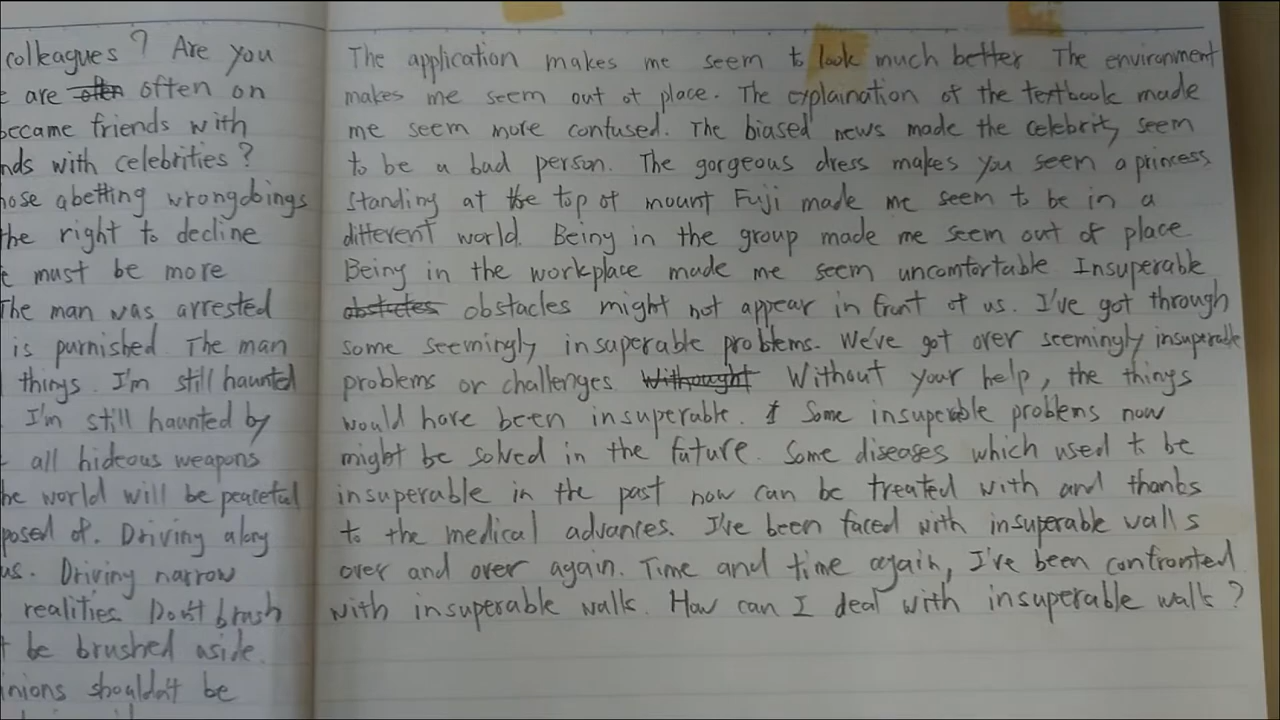 colleagues? Are you
are often often on
became friends with
nds with celebrities?
hose abetting wrongdoings
the right to decline
must be more
The man was arrested
is purnished. The man
things. I'm still haunted
I'm still haunted by
all hideous weapons
he world will be peaceful
posed of. Driving along
us. Driving narrow
realities. Don't brush
be brushed aside.
inions shouldn't be
The application makes me seem to look much better The environment
makes me seem out of place. The explaination of the textbook made
me seem more confused. The biased news made the celebrity seem
to be a bad person. The gorgeous dress makes you seem a princess
Standing at the top of mount Fuji made me seem to be in a
different world. Being in the group made me seem out of place
Being in the workplace made me seem uncomfortable Insuperable
obstctes obstacles might not appear in front of us. I've got through
some seemingly insuperable problems. We've got over seemingly insuperable
problems or challenges Withought Without your help, the things
would have been insuperable. Some insuperable problems now
might be solved in the future. Some diseases which used to be
insuperable in the past now can be treated with and thanks
to the medical advances. I've been faced with insuperable walls
over and over again. Time and time again, I've been confronted
with insuperable walls. How can I deal with insuperable walls?